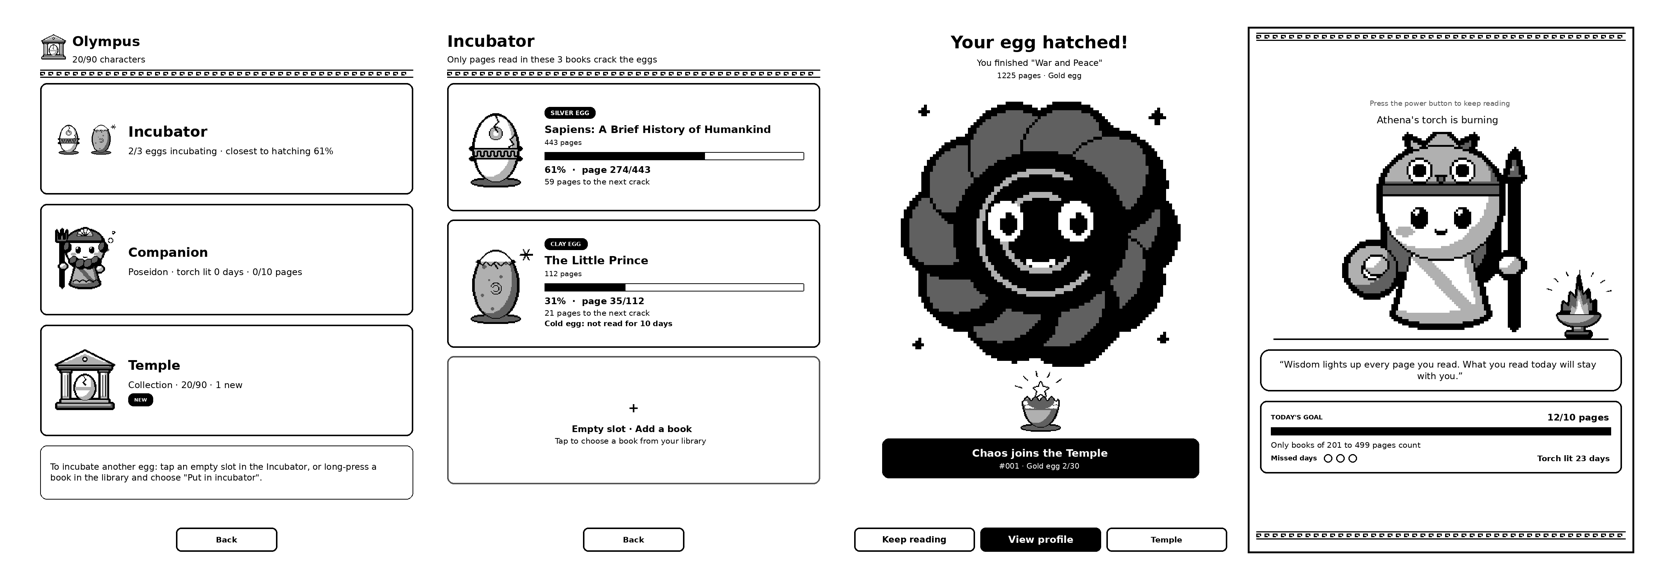 Olympus
20/90 characters
Incubator
2/3 eggs incubating · closest to hatching 61%
Companion
Poseidon · torch lit 0 days · 0/10 pages
Temple
Collection · 20/90 · 1 new
NEW
To incubate another egg: tap an empty slot in the Incubator, or long-press a
book in the library and choose "Put in Incubator".
Back
Incubator
Only pages read in these 3 books crack the eggs
SILVER EGG
Sapiens: A Brief History of Humankind
443 pages
61% · page 274/443
59 pages to the next crack
CLAY EGG
The Little Prince
112 pages
31% · page 35/112
21 pages to the next crack
Cold egg: not read for 10 days
+
Empty slot · Add a book
Tap to choose a book from your library
Back
Your egg hatched!
You finished "War and Peace"
1225 pages · Gold egg
Chaos joins the Temple
#001 · Gold egg 2/30
Keep reading
View profile
Temple
Press the power button to keep reading
Athena's torch is burning
“Wisdom lights up every page you read. What you read today will stay
with you.”
TODAY'S GOAL
12/10 pages
Only books of 201 to 499 pages count
Missed days
Torch lit 23 days